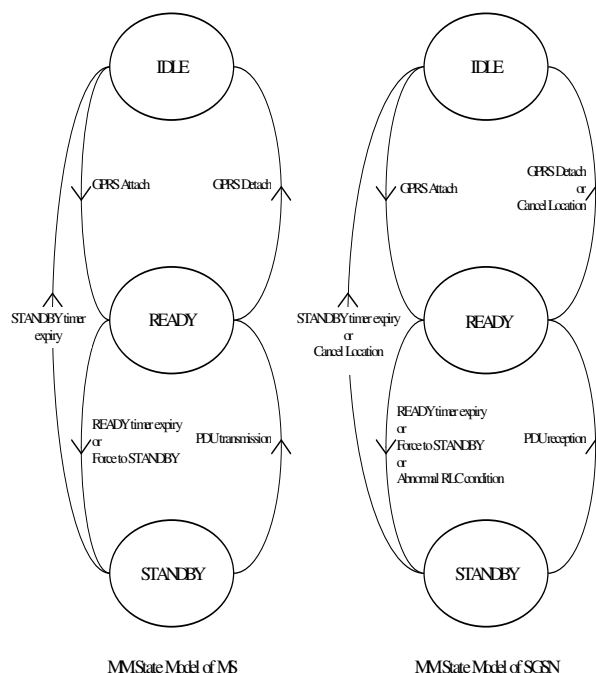 IDLE
GPRS Attach
GPRS Detach
STANDBY timer
expiry
READY
READY timer expiry
or
Force to STANDBY
PDU transmission
STANDBY
MM State Model of MS
IDLE
GPRS Attach
GPRS Detach
or
Cancel Location
STANDBY timer expiry
or
Cancel Location
READY
READY timer expiry
or
Force to STANDBY
or
Abnormal RLC condition
PDU reception
STANDBY
MM State Model of SGSN